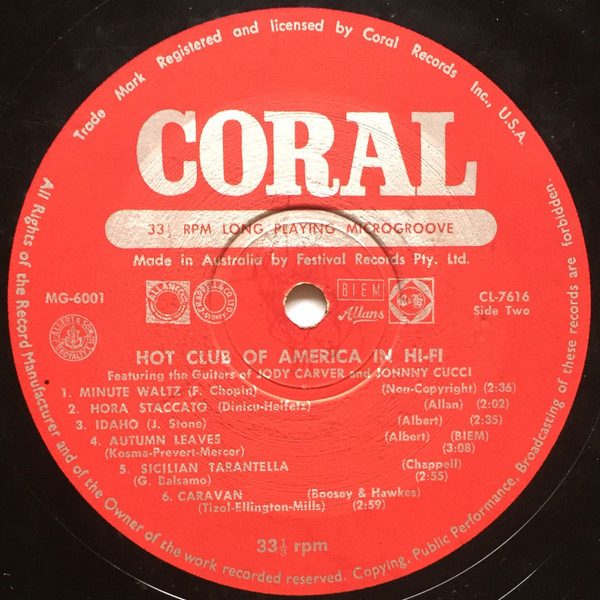 Trade Mark Registered and licensed by Coral Records Inc., U.S.A.
CORAL
33⅓ RPM LONG PLAYING MICROGROOVE
Made in Australia by Festival Records Pty. Ltd.
MG-6001
BIEM
Allans
CL-7616
Side Two
HOT CLUB OF AMERICA IN HI-FI
Featuring the Guitars of JODY CARVER and JOHNNY CUCCI
1. MINUTE WALTZ (F. Chopin) (Non-Copyright) (2:36)
2. HORA STACCATO (Dinicu-Heifetz) (Allan) (2:02)
3. IDAHO (J. Stone) (Albert) (2:35)
4. AUTUMN LEAVES (Albert) (BIEM)
(Kosma-Prevert-Mercer) (3:08)
5. SICILIAN TARANTELLA (Chappell)
(G. Balsamo) (2:55)
6. CARAVAN (Boosey & Hawkes)
(Tizol-Ellington-Mills) (2:59)
33⅓ rpm
All Rights of the Record Manufacturer and of the Owner of the work recorded reserved. Copying, Public Performance, Broadcasting of these records are forbidden.